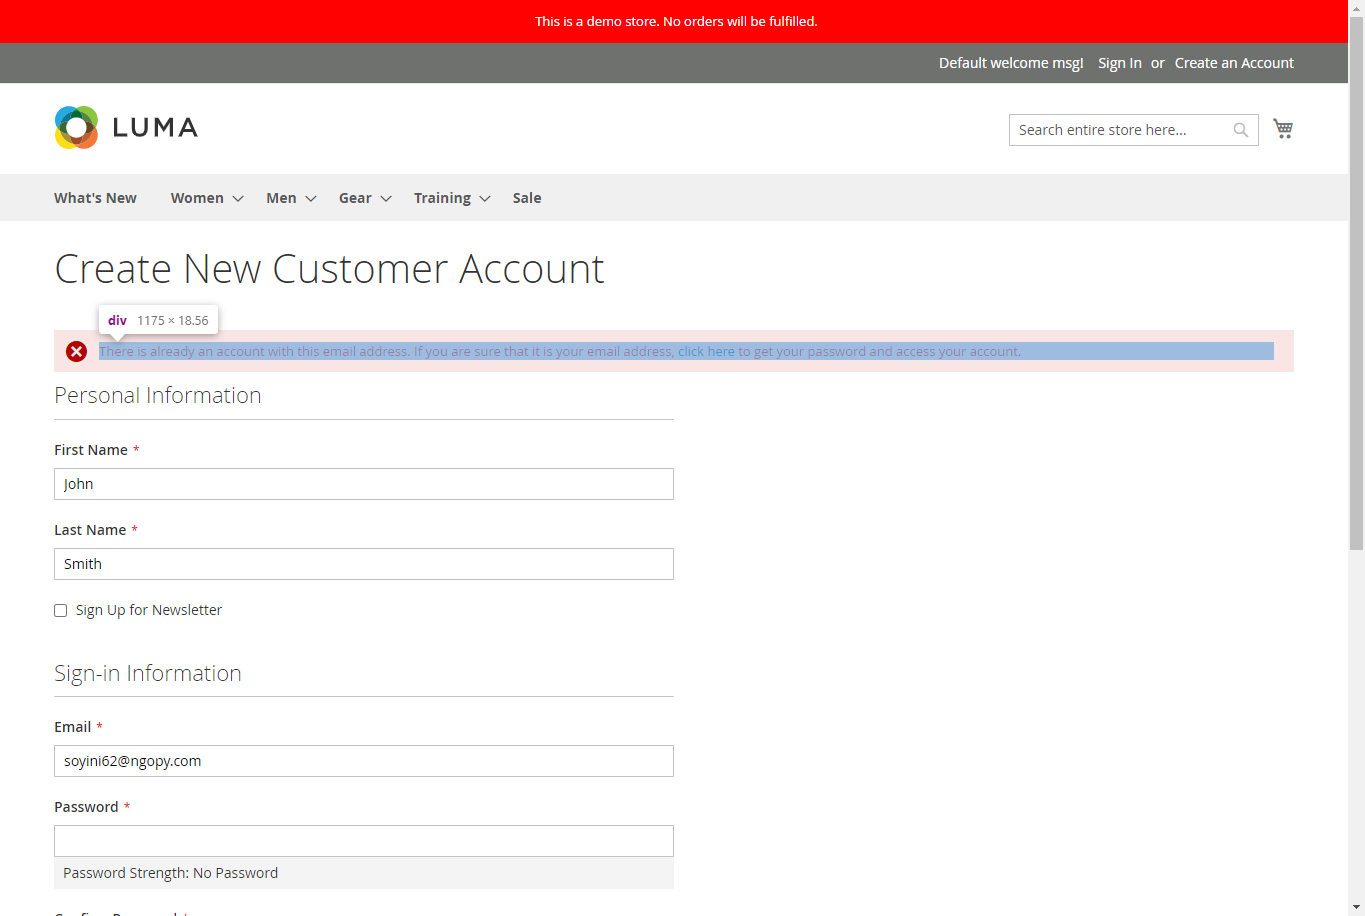 This is a demo store. No orders will be fulfilled.
Default welcome msg! Sign In or Create an Account
LUMA
Search entire store here...
What's New Women Men Gear Training Sale
Create New Customer Account
div 1175 × 18.56
There is already an account with this email address. If you are sure that it is your email address, click here to get your password and access your account.
Personal Information
First Name *
John
Last Name *
Smith
Sign Up for Newsletter
Sign-in Information
Email *
soyini62@ngopy.com
Password *
Password Strength: No Password